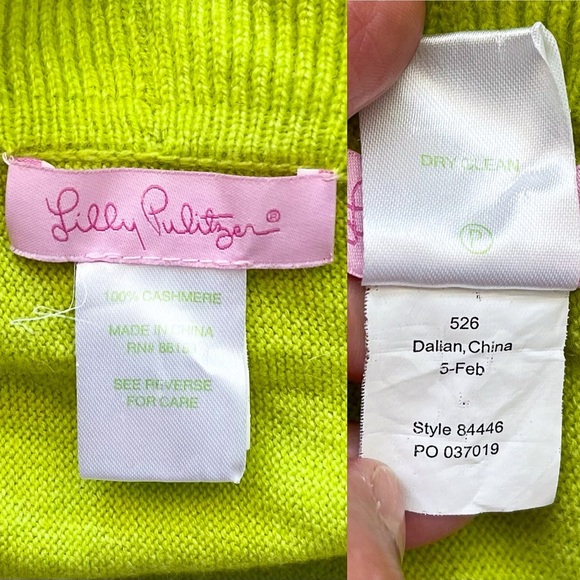 Lilly Pulitzer®
100% CASHMERE
MADE IN CHINA
RN#
SEE REVERSE
FOR CARE
DRY CLEAN
P
526
Dalian, China
5-Feb
Style 84446
PO 037019